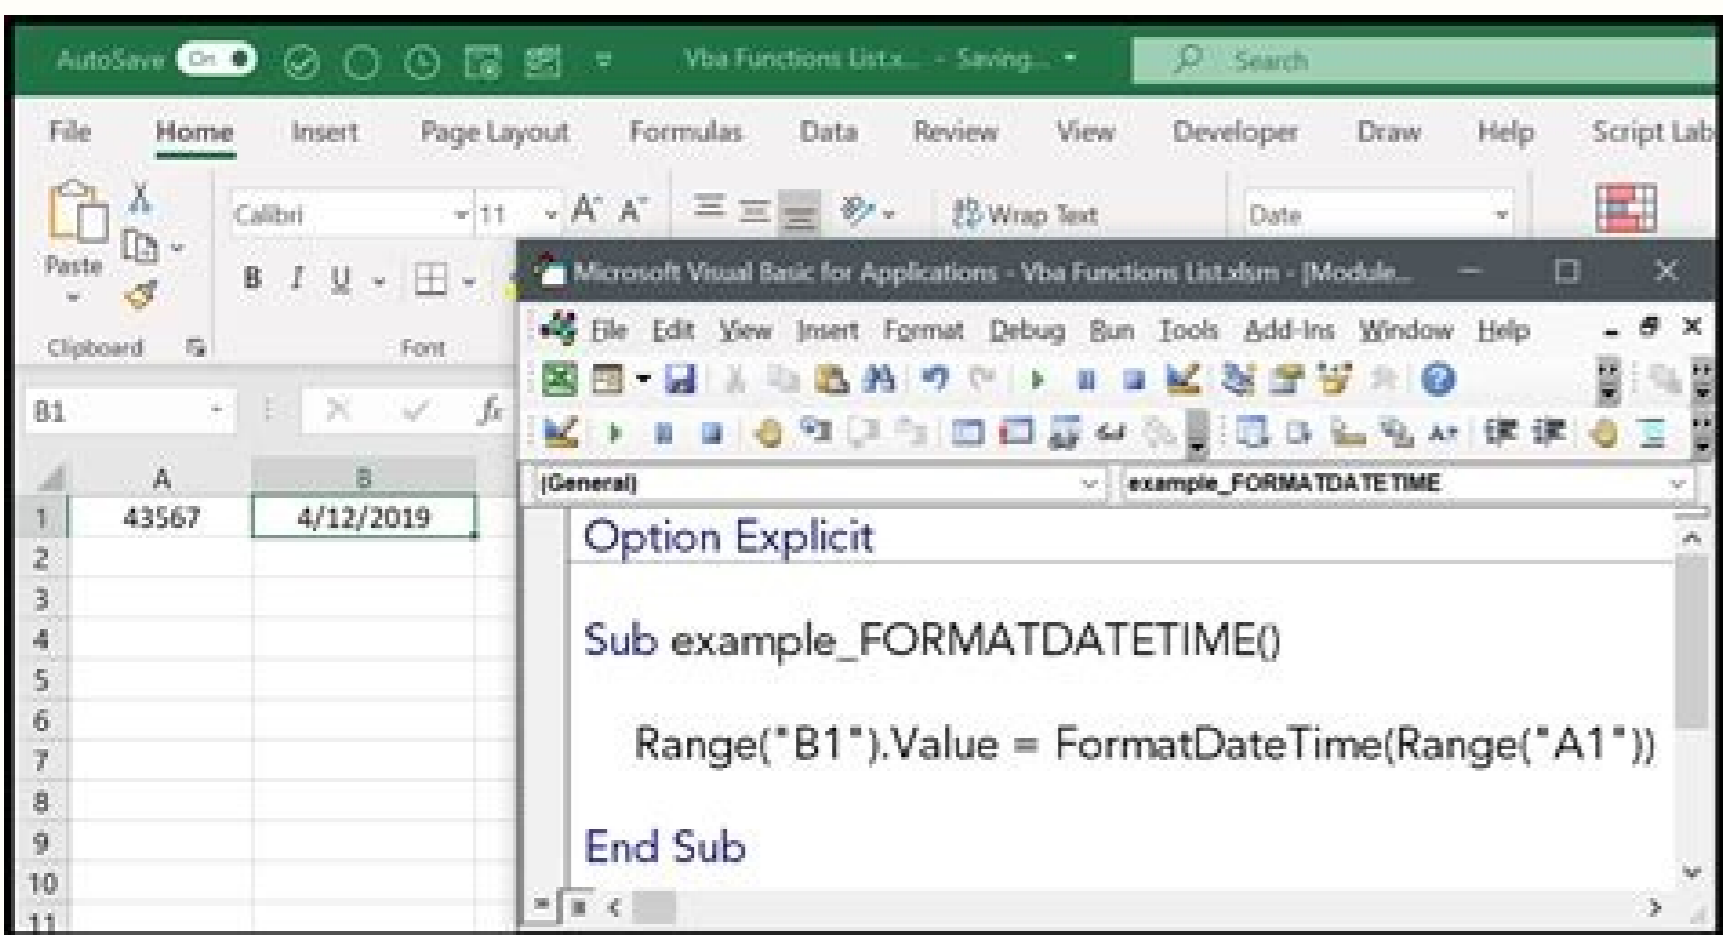 AutoSave On Vba Functions List.x... - Saving... Search
File Home Insert Page Layout Formulas Data Review View Developer Draw Help Script Lab
Calibri 11 A^ A˅ Wrap Text Date
Paste B I U
Clipboard Font
Microsoft Visual Basic for Applications - Vba Functions List.xlsm - [Module...
File Edit View Insert Format Debug Run Tools Add-Ins Window Help
B1 fx
(General) example_FORMATDATETIME
A B
1 43567 4/12/2019
2
3
4
5
6
7
8
9
10
11
Option Explicit
Sub example_FORMATDATETIME()
Range("B1").Value = FormatDateTime(Range("A1"))
End Sub